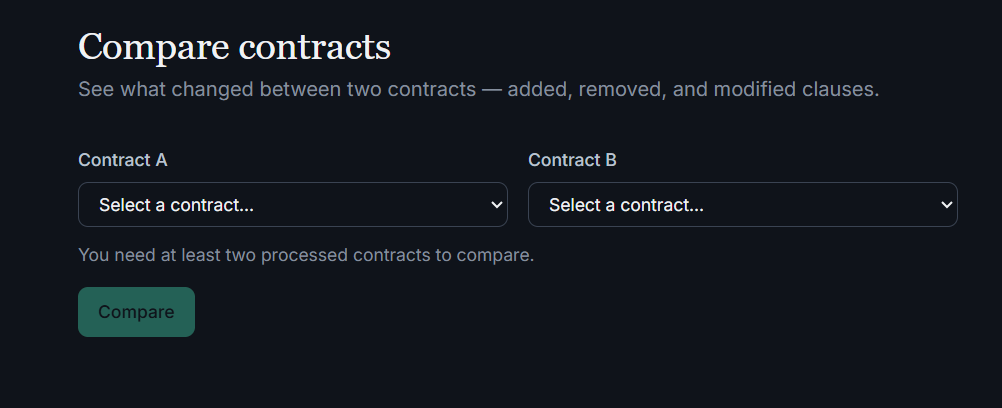 Compare contracts
See what changed between two contracts — added, removed, and modified clauses.
Contract A
Contract B
Select a contract...
Select a contract...
You need at least two processed contracts to compare.
Compare